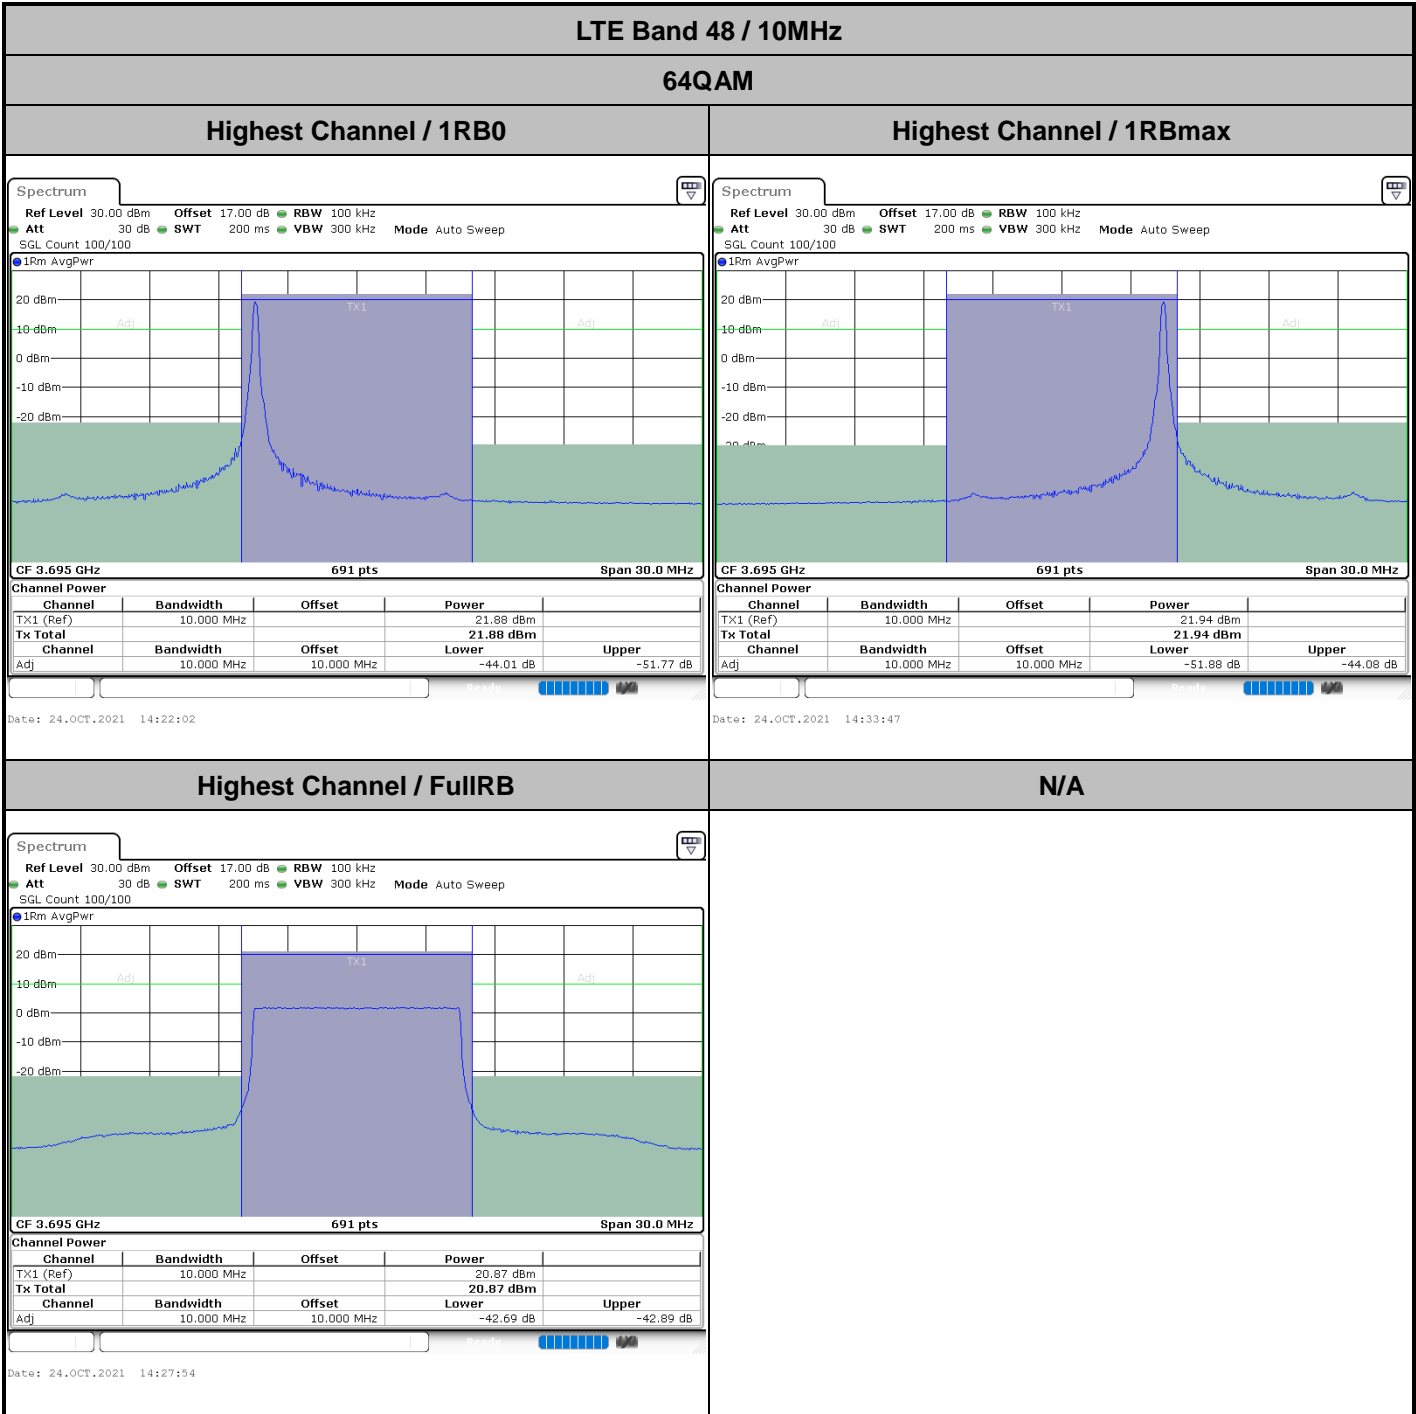 LTE Band 48 / 10MHz
64QAM
Highest Channel / 1RB0
Highest Channel / 1RBmax
Spectrum
Ref Level 30.00 dBm Offset 17.00 dB RBW 100 kHz
Att 30 dB SWT 200 ms VBW 300 kHz Mode Auto Sweep
SGL Count 100/100
1Rm AvgPwr
20 dBm
10 dBm
0 dBm
-10 dBm
-20 dBm
Adj
TX1
Adj
CF 3.695 GHz 691 pts Span 30.0 MHz
Channel Power
Channel Bandwidth Offset Power
TX1 (Ref) 10.000 MHz 21.88 dBm
Tx Total 21.88 dBm
Channel Bandwidth Offset Lower Upper
Adj 10.000 MHz 10.000 MHz -44.01 dB -51.77 dB
Ready
Date: 24.OCT.2021 14:22:02
Spectrum
Ref Level 30.00 dBm Offset 17.00 dB RBW 100 kHz
Att 30 dB SWT 200 ms VBW 300 kHz Mode Auto Sweep
SGL Count 100/100
1Rm AvgPwr
20 dBm
10 dBm
0 dBm
-10 dBm
-20 dBm
-30 dBm
Adj
TX1
Adj
CF 3.695 GHz 691 pts Span 30.0 MHz
Channel Power
Channel Bandwidth Offset Power
TX1 (Ref) 10.000 MHz 21.94 dBm
Tx Total 21.94 dBm
Channel Bandwidth Offset Lower Upper
Adj 10.000 MHz 10.000 MHz -51.88 dB -44.08 dB
Ready
Date: 24.OCT.2021 14:33:47
Highest Channel / FullRB
N/A
Spectrum
Ref Level 30.00 dBm Offset 17.00 dB RBW 100 kHz
Att 30 dB SWT 200 ms VBW 300 kHz Mode Auto Sweep
SGL Count 100/100
1Rm AvgPwr
20 dBm
10 dBm
0 dBm
-10 dBm
-20 dBm
Adj
TX1
Adj
CF 3.695 GHz 691 pts Span 30.0 MHz
Channel Power
Channel Bandwidth Offset Power
TX1 (Ref) 10.000 MHz 20.87 dBm
Tx Total 20.87 dBm
Channel Bandwidth Offset Lower Upper
Adj 10.000 MHz 10.000 MHz -42.69 dB -42.89 dB
Ready
Date: 24.OCT.2021 14:27:54